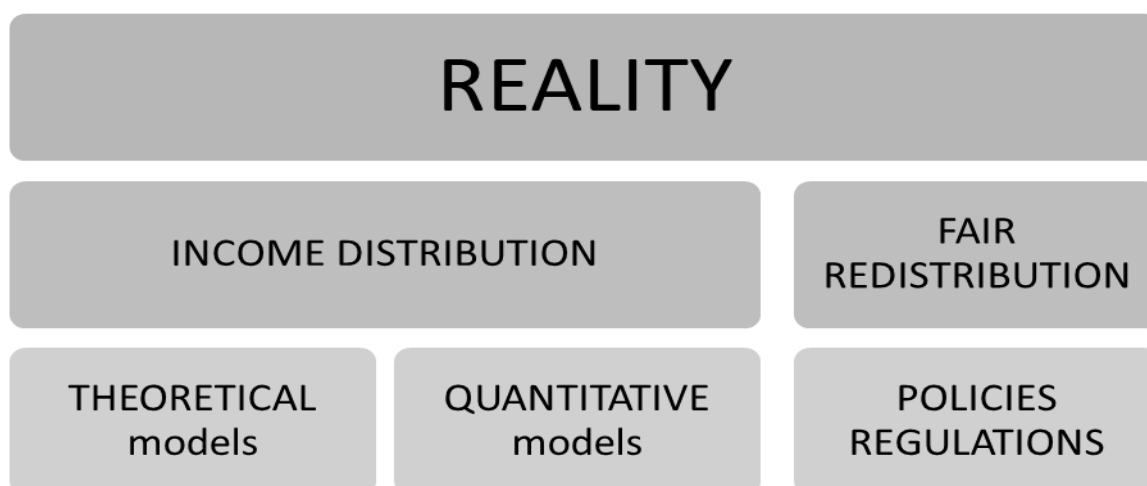 REALITY
INCOME DISTRIBUTION
FAIR
REDISTRIBUTION
THEORETICAL
models
QUANTITATIVE
models
POLICIES
REGULATIONS